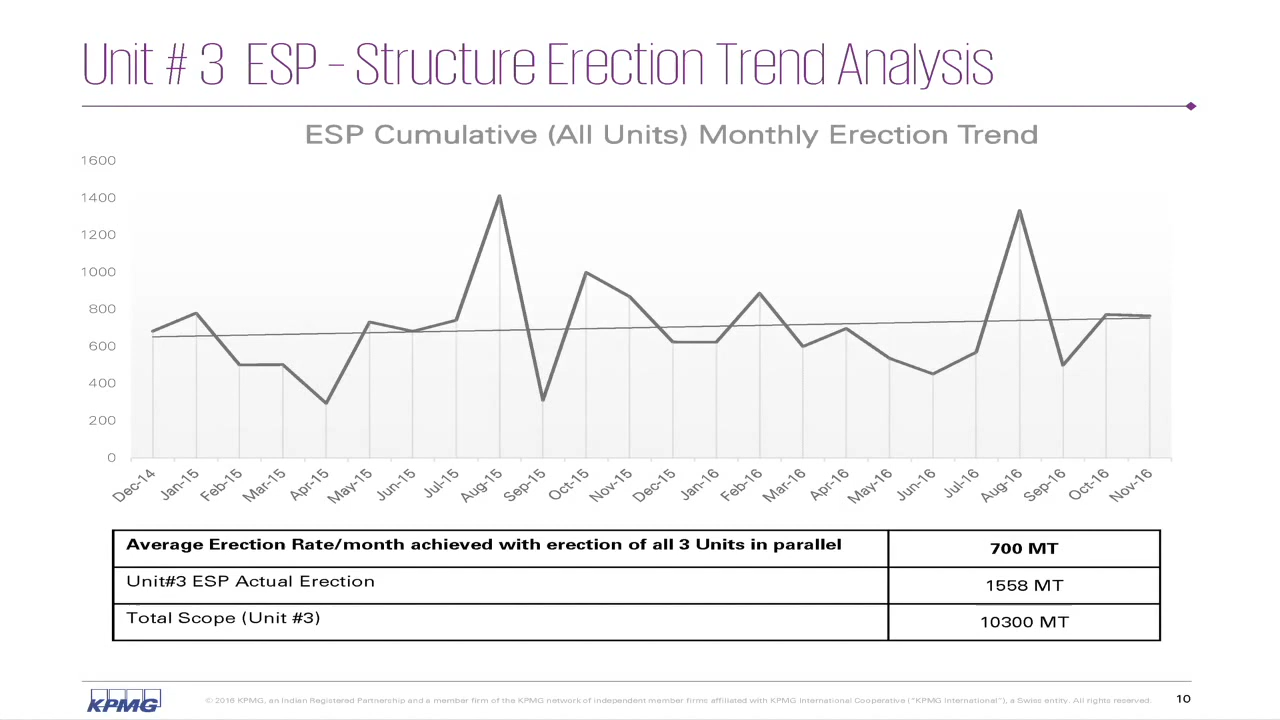 Unit # 3 ESP – Structure Erection Trend Analysis
ESP Cumulative (All Units) Monthly Erection Trend
1600
1400
1200
1000
800
600
400
200
0
Dec-14 Jan-15 Feb-15 Mar-15 Apr-15 May-15 Jun-15 Jul-15 Aug-15 Sep-15 Oct-15 Nov-15 Dec-15 Jan-16 Feb-16 Mar-16 Apr-16 May-16 Jun-16 Jul-16 Aug-16 Sep-16 Oct-16 Nov-16
Average Erection Rate/month achieved with erection of all 3 Units in parallel 700 MT
Unit#3 ESP Actual Erection 1558 MT
Total Scope (Unit #3) 10300 MT
KPMG © 2016 KPMG, an Indian Registered Partnership and a member firm of the KPMG network of independent member firms affiliated with KPMG International Cooperative ("KPMG International"), a Swiss entity. All rights reserved. 10